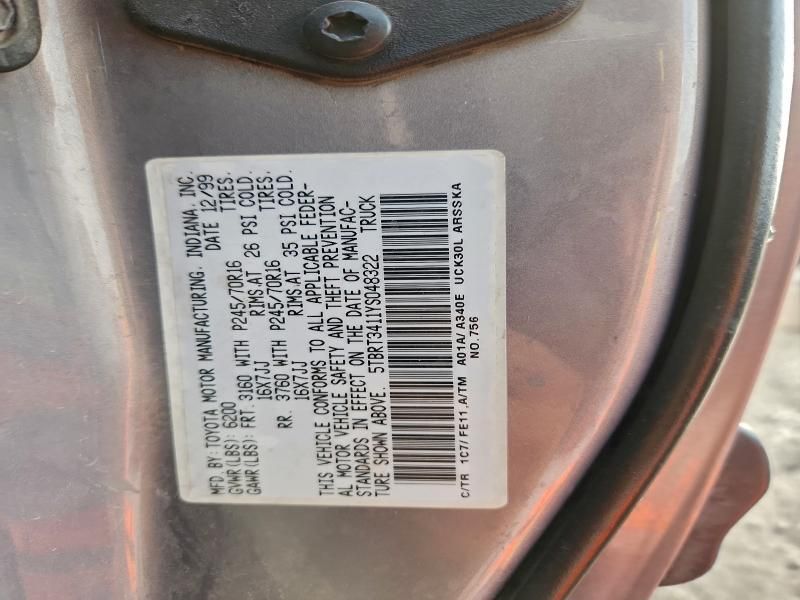 MFD. BY: TOYOTA MOTOR MANUFACTURING, INDIANA, INC.
GVWR(LBS): 6200 DATE 12/99
GAWR(LBS): FRT. 3160 WITH P245/70R16 TIRES.
16X7JJ RIMS.AT 26 PSI COLD.
RR. 3760 WITH P245/70R16 TIRES.
16X7JJ RIMS.AT 35 PSI COLD.
THIS VEHICLE CONFORMS TO ALL APPLICABLE FEDER-
AL MOTOR VEHICLE SAFETY AND THEFT PREVENTION
STANDARDS IN EFFECT ON THE DATE OF MANUFAC-
TURE SHOWN ABOVE. 5TBRT3411YS048322 TRUCK
C/TR 1C7/ FE11.A/TM A01A/ A340E UCK30L ARSSKA
NO.756